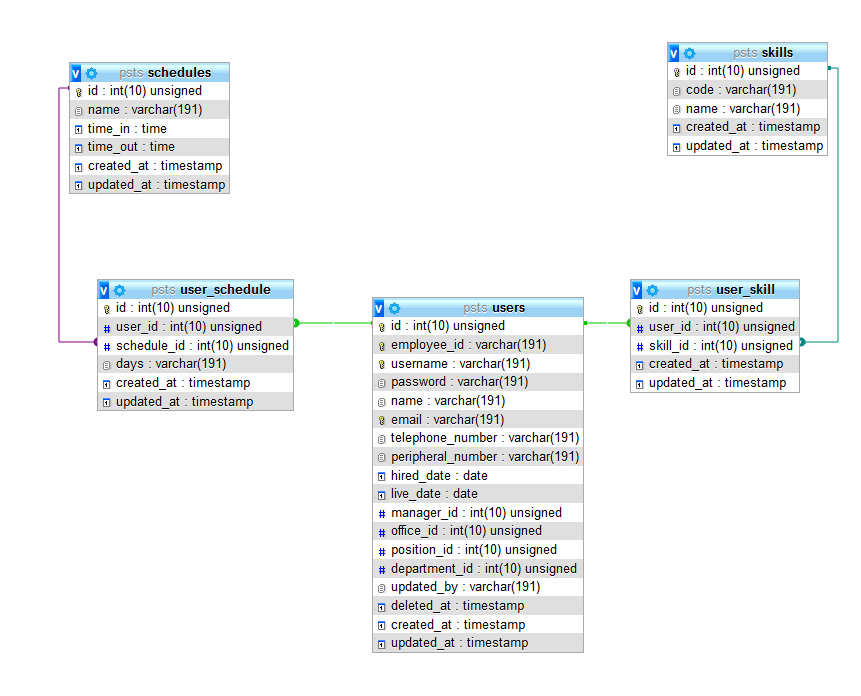 psts schedules
id : int(10) unsigned
name : varchar(191)
time_in : time
time_out : time
created_at : timestamp
updated_at : timestamp
psts skills
id : int(10) unsigned
code : varchar(191)
name : varchar(191)
created_at : timestamp
updated_at : timestamp
psts user_schedule
id : int(10) unsigned
user_id : int(10) unsigned
schedule_id : int(10) unsigned
days : varchar(191)
created_at : timestamp
updated_at : timestamp
psts users
id : int(10) unsigned
employee_id : varchar(191)
username : varchar(191)
password : varchar(191)
name : varchar(191)
email : varchar(191)
telephone_number : varchar(191)
peripheral_number : varchar(191)
hired_date : date
live_date : date
manager_id : int(10) unsigned
office_id : int(10) unsigned
position_id : int(10) unsigned
department_id : int(10) unsigned
updated_by : varchar(191)
deleted_at : timestamp
created_at : timestamp
updated_at : timestamp
psts user_skill
id : int(10) unsigned
user_id : int(10) unsigned
skill_id : int(10) unsigned
created_at : timestamp
updated_at : timestamp